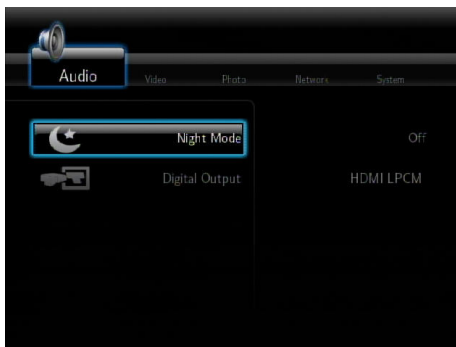 Audio Video Photo Network System
Night Mode Off
Digital Output HDMI LPCM